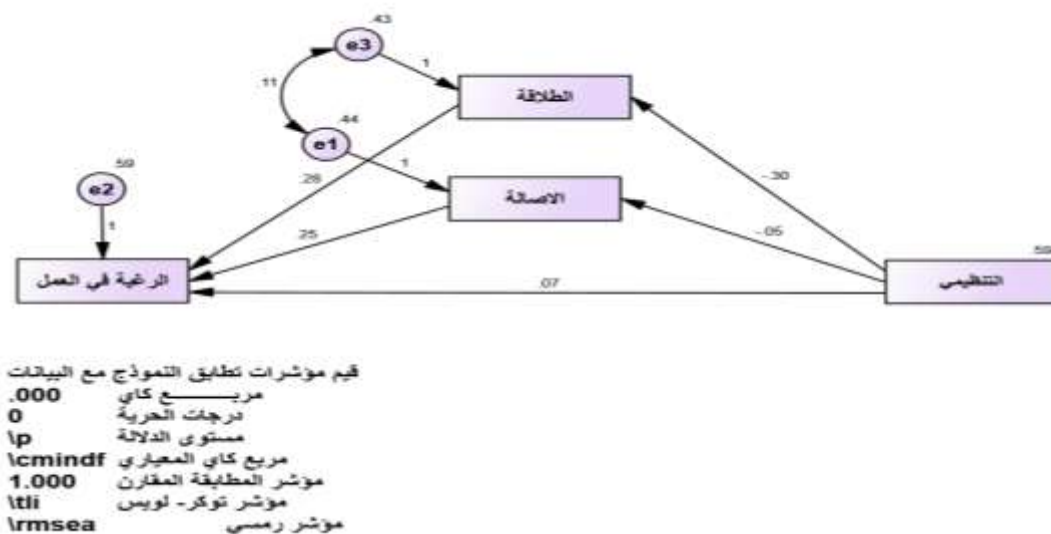 .43
e3
1
الطلاقة
.11
.44
e1
1
-.30
.59
e2
.28
الاصالة
1
.25
-.05
.59
الرغبة في العمل
.07
التنظيمي
قيم مؤشرات تطابق النموذج مع البيانات
مربـــــــع كاي .000
درجات الحرية 0
مستوى الدلالة \p
مربع كاي المعياري \cmindf
مؤشر المطابقة المقارن 1.000
مؤشر توكر- لويس \tli
مؤشر رمسي \rmsea